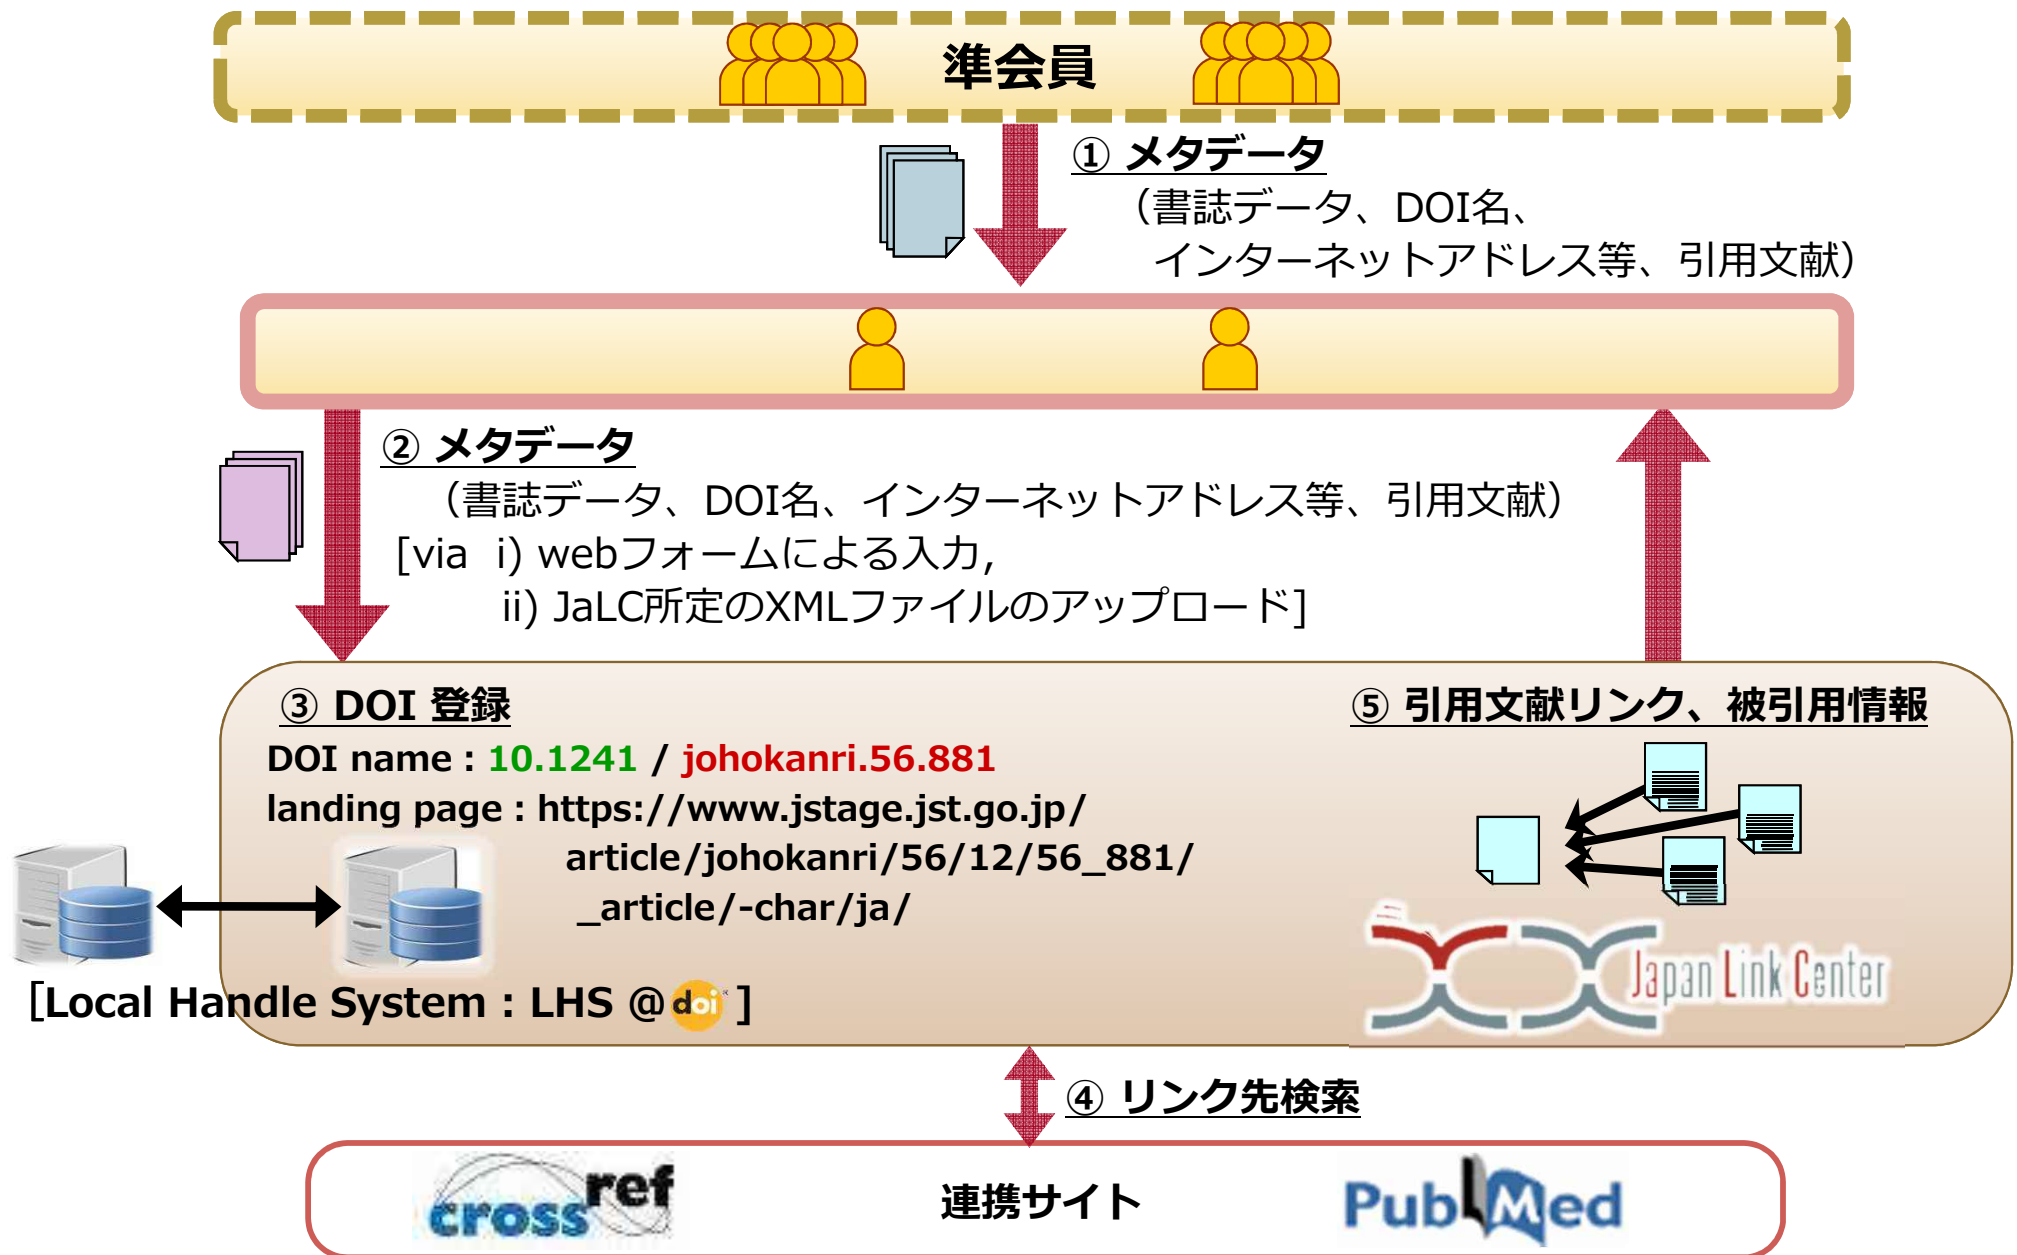 準会員
① メタデータ
（書誌データ、DOI名、
インターネットアドレス等、引用文献）
② メタデータ
（書誌データ、DOI名、インターネットアドレス等、引用文献）
[via i) webフォームによる入力,
ii) JaLC所定のXMLファイルのアップロード]
③ DOI 登録
DOI name : 10.1241 / johokanri.56.881
landing page : https://www.jstage.jst.go.jp/
article/johokanri/56/12/56_881/
_article/-char/ja/
[Local Handle System : LHS @doi ]
⑤ 引用文献リンク、被引用情報
Japan Link Center
④ リンク先検索
crossref
連携サイト
PubMed